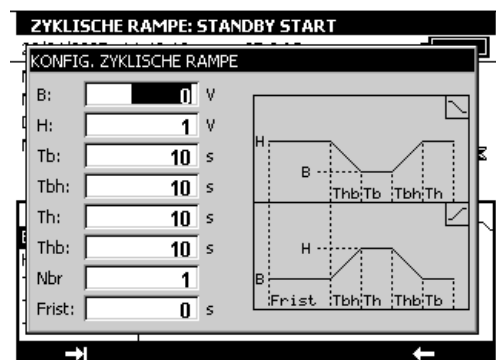 ZYKLISCHE RAMPE: STANDBY START
KONFIG. ZYKLISCHE RAMPE
B: 0 V
H: 1 V
Tb: 10 s
Tbh: 10 s
Th: 10 s
Thb: 10 s
Nbr 1
Frist: 0 s
H
B
Thb Tb Tbh Th
H
B
Frist Tbh Th Thb Tb